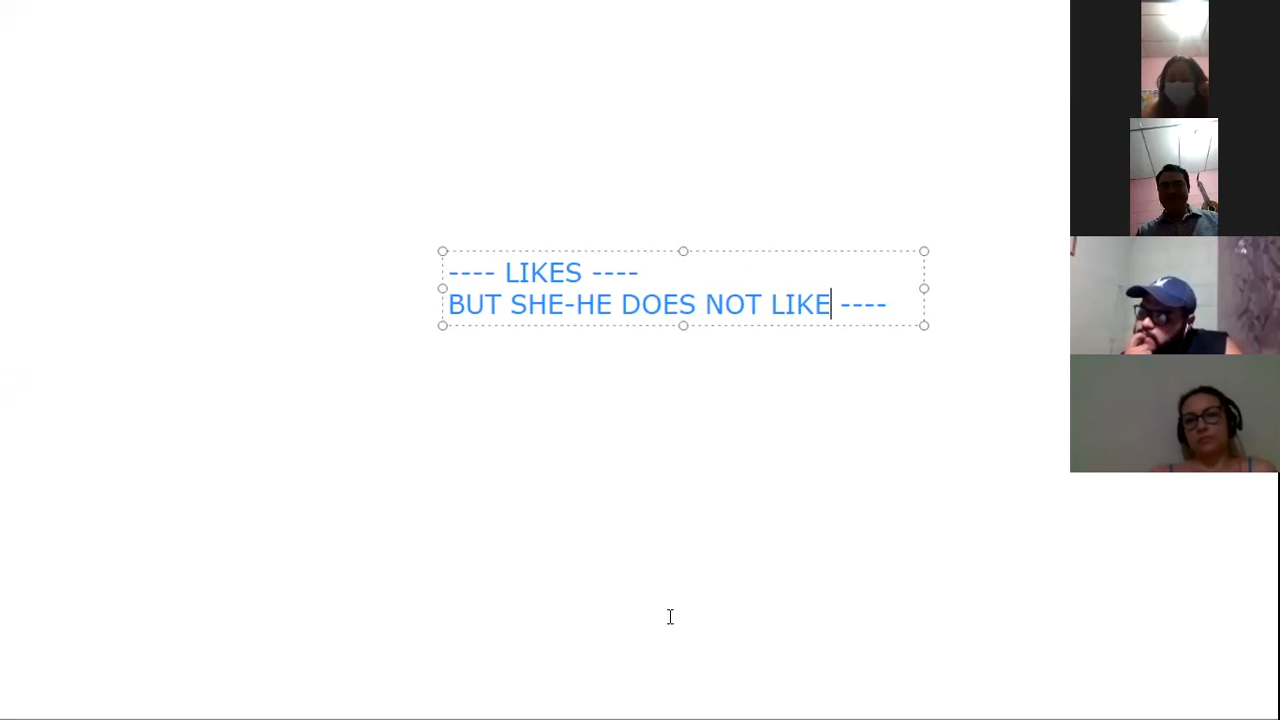 ---- LIKES ----
BUT SHE-HE DOES NOT LIKE ----